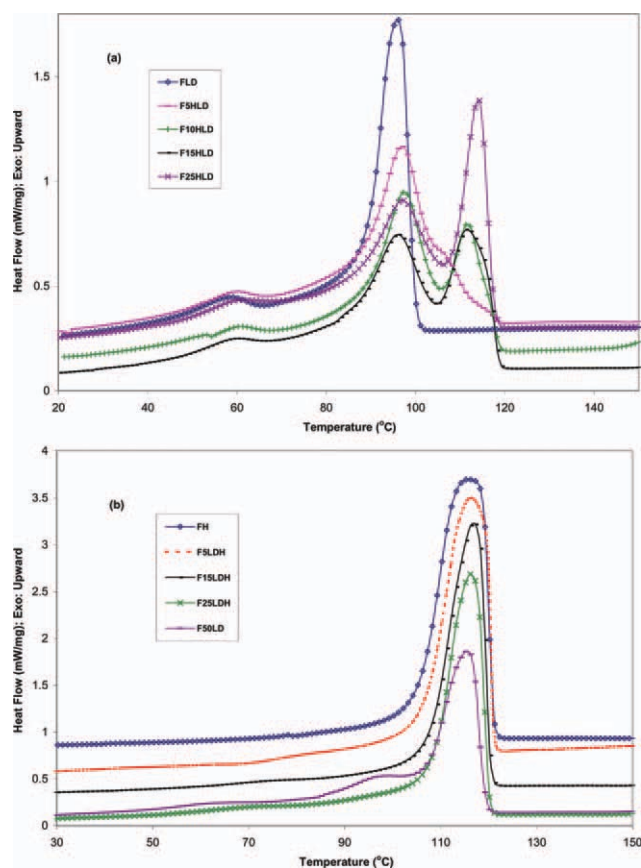 (a)
FLD
F5HLD
F10HLD
F15HLD
F25HLD
Heat Flow (mW/mg); Exo: Upward
1.5
1
0.5
0
20 40 60 80 100 120 140
Temperature (°C)
(b)
FH
F5LDH
F15LDH
F25LDH
F50LD
Heat Flow (mW/mg); Exo: Upward
4
3.5
3
2.5
2
1.5
1
0.5
0
30 50 70 90 110 130 150
Temperature (°C)